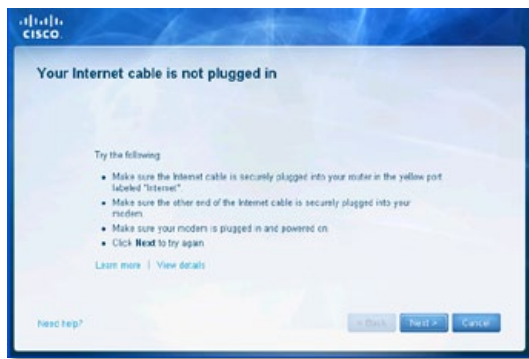 CISCO
Your Internet cable is not plugged in
Try the following
• Make sure the Internet cable is securely plugged into your router in the yellow port
labeled "Internet".
• Make sure the other end of the Internet cable is securely plugged into your
modem.
• Make sure your modem is plugged in and powered on.
• Click Next to try again.
Learn more | View details
Need help? < Back Next > Cancel